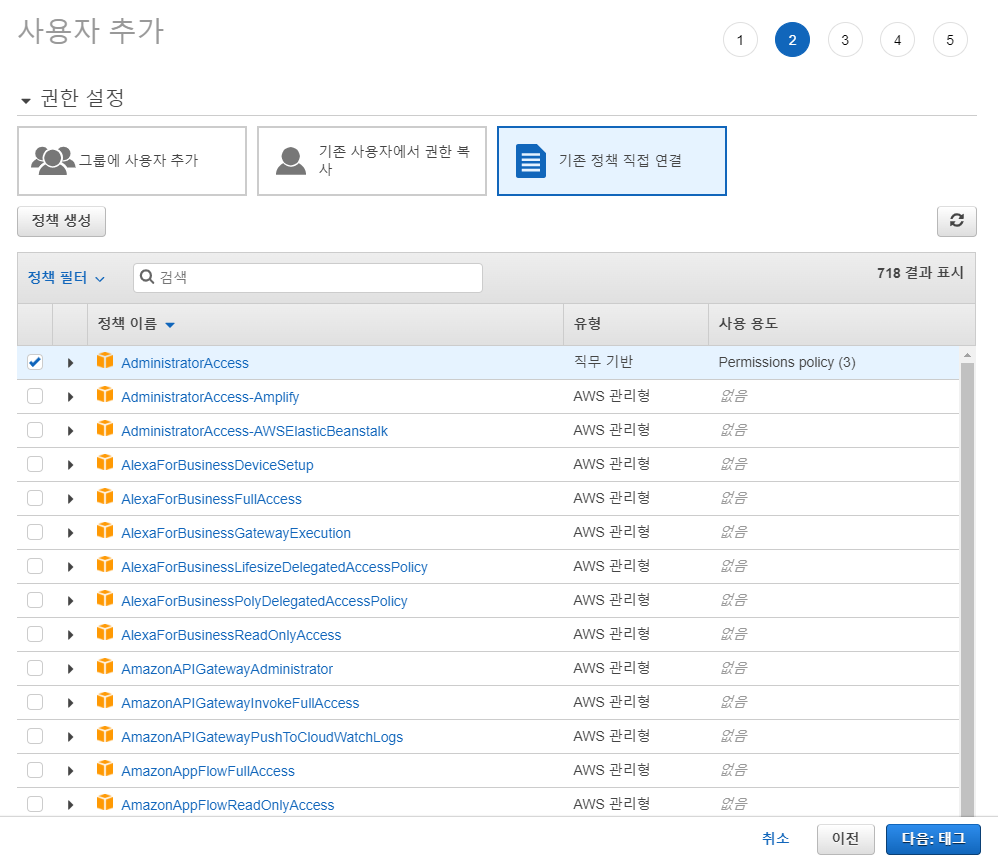 사용자 추가
1 2 3 4 5
권한 설정
그룹에 사용자 추가
기존 사용자에서 권한 복
사
기존 정책 직접 연결
정책 생성
정책 필터 검색 718 결과 표시
정책 이름 유형 사용 용도
AdministratorAccess 직무 기반 Permissions policy (3)
AdministratorAccess-Amplify AWS 관리형 없음
AdministratorAccess-AWSElasticBeanstalk AWS 관리형 없음
AlexaForBusinessDeviceSetup AWS 관리형 없음
AlexaForBusinessFullAccess AWS 관리형 없음
AlexaForBusinessGatewayExecution AWS 관리형 없음
AlexaForBusinessLifesizeDelegatedAccessPolicy AWS 관리형 없음
AlexaForBusinessPolyDelegatedAccessPolicy AWS 관리형 없음
AlexaForBusinessReadOnlyAccess AWS 관리형 없음
AmazonAPIGatewayAdministrator AWS 관리형 없음
AmazonAPIGatewayInvokeFullAccess AWS 관리형 없음
AmazonAPIGatewayPushToCloudWatchLogs AWS 관리형 없음
AmazonAppFlowFullAccess AWS 관리형 없음
AmazonAppFlowReadOnlyAccess AWS 관리형 없음
취소 이전 다음: 태그